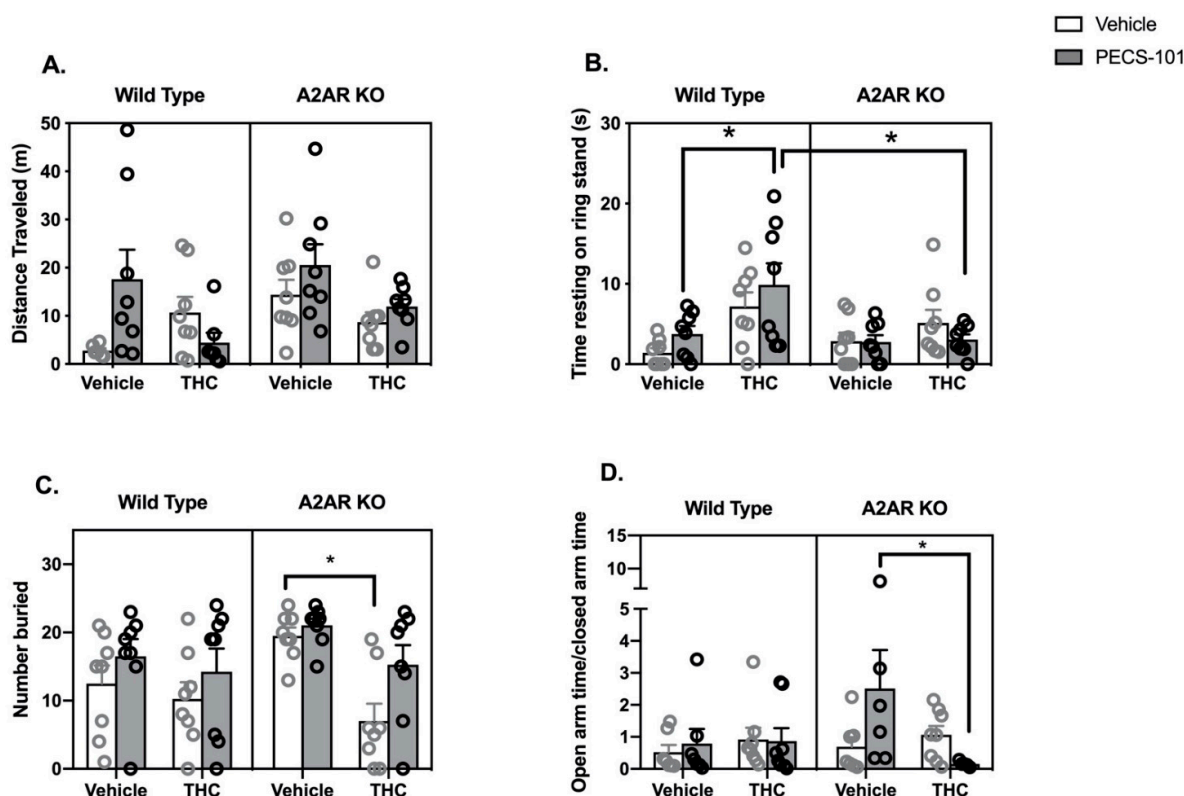 Vehicle
PECS-101
A.
Wild Type
A2AR KO
Distance Traveled (m)
50
40
30
20
10
0
Vehicle
THC
Vehicle
THC
B.
Wild Type
A2AR KO
Time resting on ring stand (s)
30
20
10
0
*
*
Vehicle
THC
Vehicle
THC
C.
Wild Type
A2AR KO
Number buried
30
20
10
0
*
Vehicle
THC
Vehicle
THC
D.
Wild Type
A2AR KO
Open arm time/closed arm time
15
10
5
4
3
2
1
0
*
Vehicle
THC
Vehicle
THC